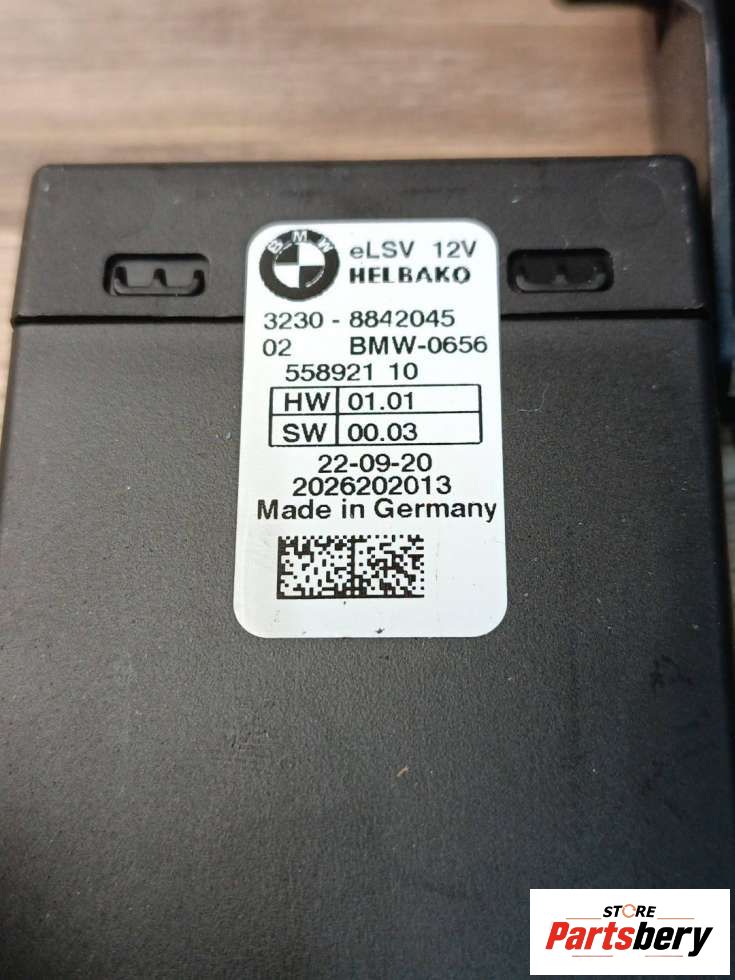 BMW
eLSV 12V
HELBAKO
3230 - 8842045
02 BMW-0656
558921 10
HW 01.01
SW 00.03
22-09-20
2026202013
Made in Germany
STORE
Partsbery